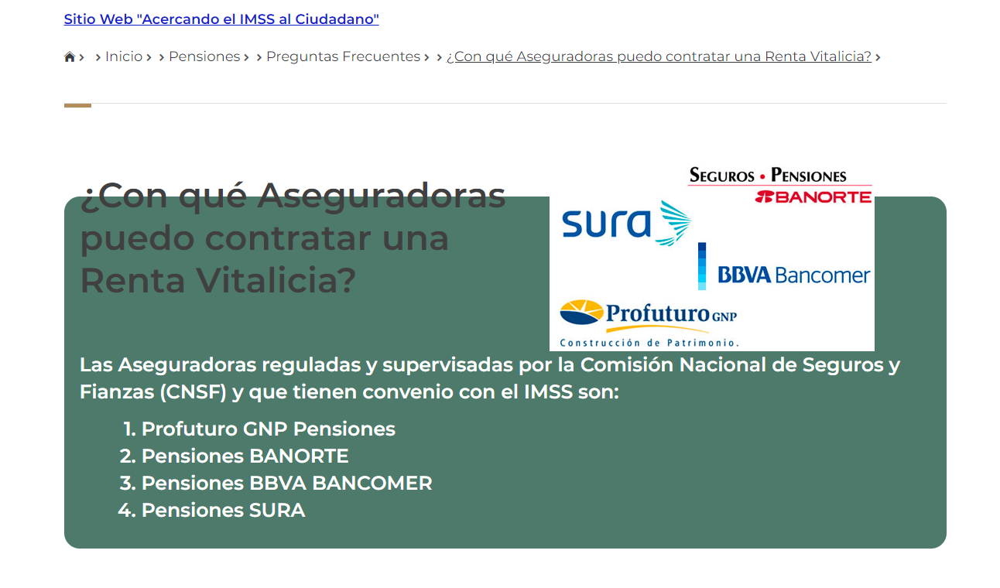 Sitio Web "Acercando el IMSS al Ciudadano"
Inicio Pensiones Preguntas Frecuentes ¿Con qué Aseguradoras puedo contratar una Renta Vitalicia?
¿Con qué Aseguradoras
puedo contratar una
Renta Vitalicia?
SEGUROS • PENSIONES
BANORTE
sura
BBVA Bancomer
Profuturo GNP
Construcción de Patrimonio.
Las Aseguradoras reguladas y supervisadas por la Comisión Nacional de Seguros y
Fianzas (CNSF) y que tienen convenio con el IMSS son:
1. Profuturo GNP Pensiones
2. Pensiones BANORTE
3. Pensiones BBVA BANCOMER
4. Pensiones SURA